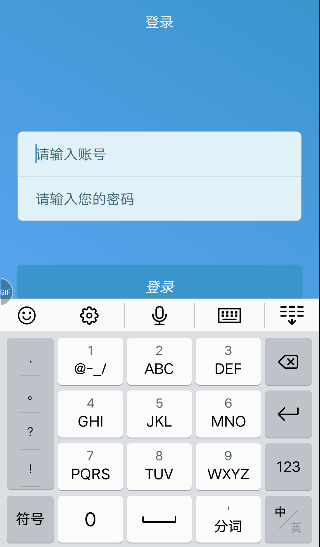 登录
请输入账号
请输入您的密码
GIF
登录
, 1 2 3
@-_/ ABC DEF
。 4 5 6
GHI JKL MNO
? 7 8 9 123
! PQRS TUV WXYZ
符号 0 ' 分词 中/英